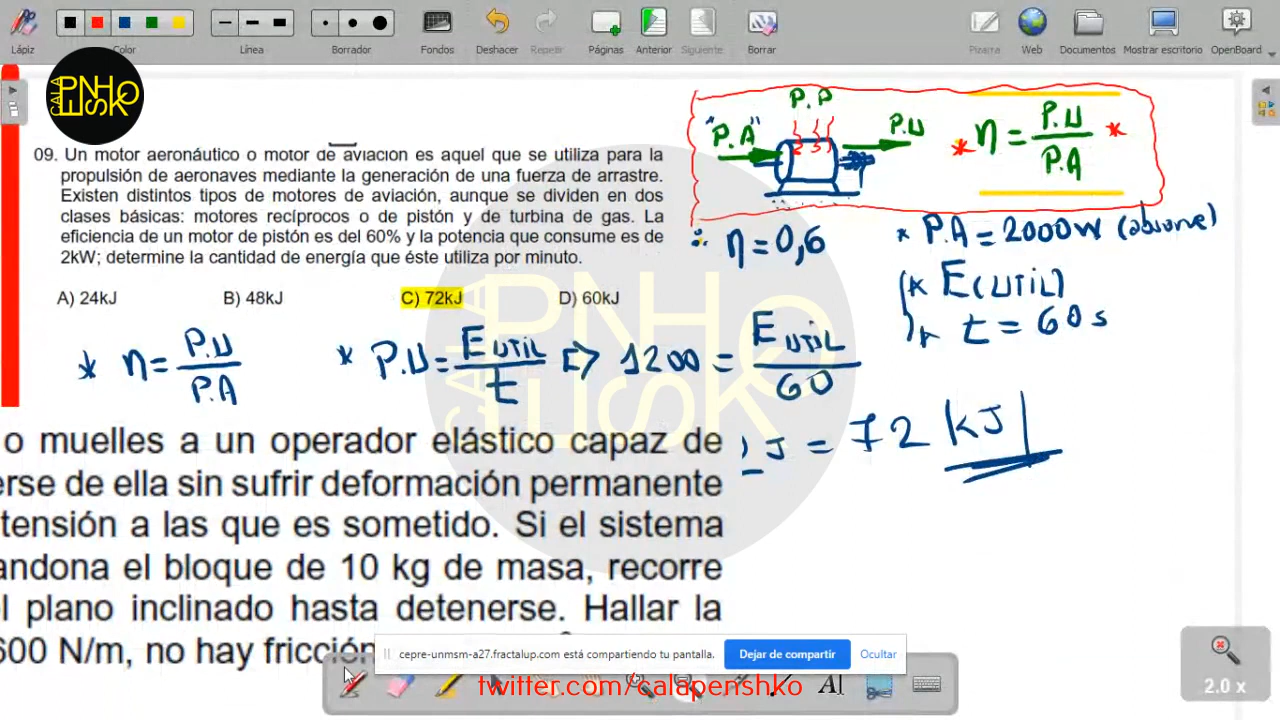 Lápiz Color Línea Borrador Fondos Deshacer Repetir Páginas Anterior Siguiente Borrar Pizarra Web Documentos Mostrar escritorio OpenBoard
CALA PENHSKO
09. Un motor aeronáutico o motor de aviación es aquel que se utiliza para la
propulsión de aeronaves mediante la generación de una fuerza de arrastre.
Existen distintos tipos de motores de aviación, aunque se dividen en dos
clases básicas: motores recíprocos o de pistón y de turbina de gas. La
eficiencia de un motor de pistón es del 60% y la potencia que consume es de
2kW; determine la cantidad de energía que éste utiliza por minuto.
A) 24kJ B) 48kJ C) 72kJ D) 60kJ
P.P
"P.A" P.U
* η = P.U / P.A *
∴ η = 0,6
* P.A = 2000W (absorve)
* E(UTIL)
* t = 60 s
* η = P.U / P.A
* P.U = E UTIL / t ⇨ 1200 = E UTIL / 60
J = 72 kJ
o muelles a un operador elástico capaz de
erse de ella sin sufrir deformación permanente
tensión a las que es sometido. Si el sistema
andona el bloque de 10 kg de masa, recorre
el plano inclinado hasta detenerse. Hallar la
600 N/m, no hay fricción
cepre-unmsm-a27.fractalup.com está compartiendo tu pantalla. Dejar de compartir Ocultar
twitter.com/calapenshko
2.0 x